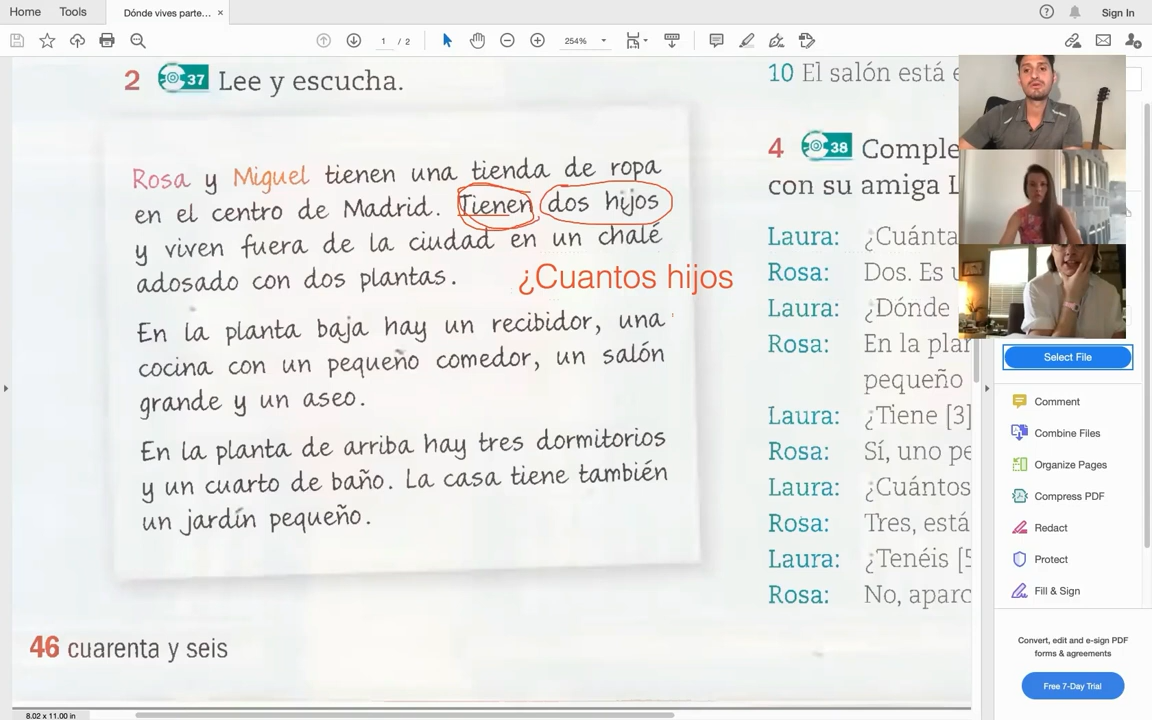 Home Tools Dónde vives parte... × Sign In
1 / 2 254%
2 37 Lee y escucha.
Rosa y Miguel tienen una tienda de ropa
en el centro de Madrid. Tienen dos hijos
y viven fuera de la ciudad en un chalé
adosado con dos plantas.
¿Cuantos hijos
En la planta baja hay un recibidor, una
cocina con un pequeño comedor, un salón
grande y un aseo.
En la planta de arriba hay tres dormitorios
y un cuarto de baño. La casa tiene también
un jardín pequeño.
46 cuarenta y seis
8.02 x 11.00 in
10 El salón está
4 38 Comple
con su amiga L
Laura: ¿Cuánta
Rosa: Dos. Es u
Laura: ¿Dónde
Rosa: En la plan
pequeño
Laura: ¿Tiene [3]
Rosa: Sí, uno pe
Laura: ¿Cuántos
Rosa: Tres, está
Laura: ¿Tenéis [5
Rosa: No, aparc
Select File
Comment
Combine Files
Organize Pages
Compress PDF
Redact
Protect
Fill & Sign
Convert, edit and e-sign PDF
forms & agreements
Free 7-Day Trial